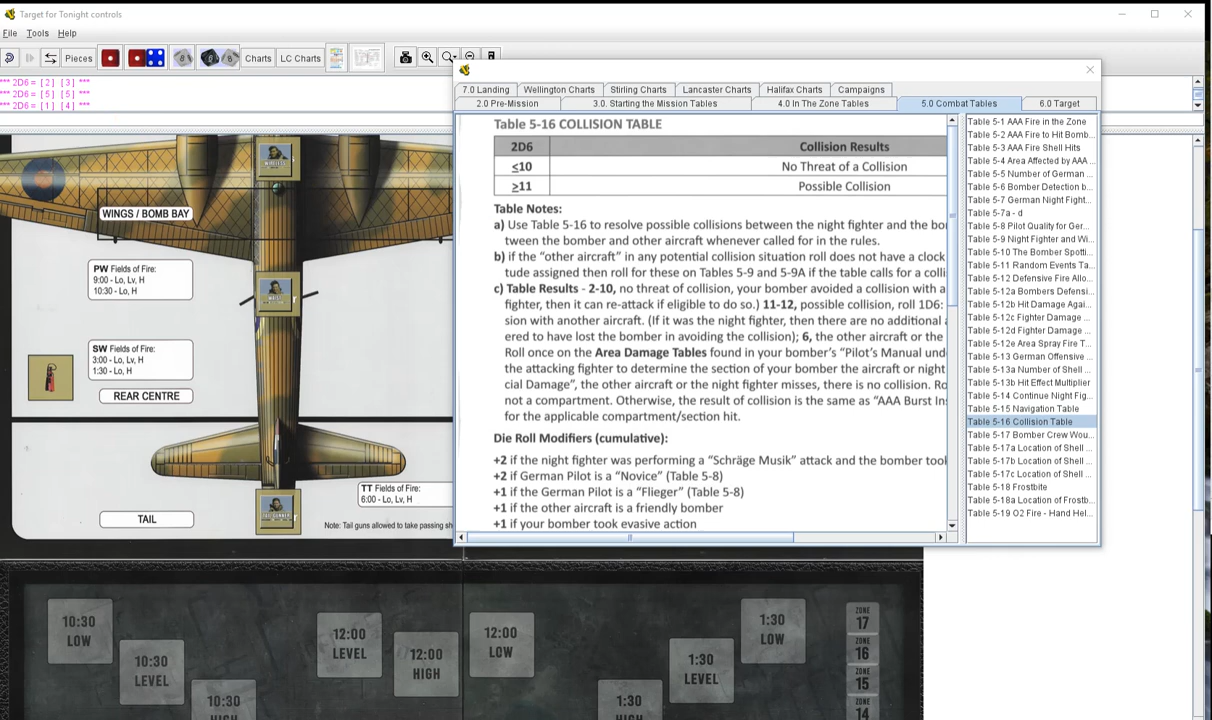 Target for Tonight controls
File Tools Help
Pieces
Charts
LC Charts
*** 2D6 = [2] [3] ***
*** 2D6 = [5] [5] ***
*** 2D6 = [1] [4] ***
7.0 Landing Wellington Charts Stirling Charts Lancaster Charts Halifax Charts Campaigns
2.0 Pre-Mission 3.0. Starting the Mission Tables 4.0 In The Zone Tables 5.0 Combat Tables 6.0 Target
Table 5-16 COLLISION TABLE
2D6 Collision Results
≤10 No Threat of a Collision
≥11 Possible Collision
Table Notes:
a) Use Table 5-16 to resolve possible collisions between the night fighter and the bo
tween the bomber and other aircraft whenever called for in the rules.
b) if the “other aircraft” in any potential collision situation roll does not have a clock
tude assigned then roll for these on Tables 5-9 and 5-9A if the table calls for a colli
c) Table Results - 2-10, no threat of collision, your bomber avoided a collision with a
fighter, then it can re-attack if eligible to do so.) 11-12, possible collision, roll 1D6:
sion with another aircraft. (If it was the night fighter, then there are no additional a
ered to have lost the bomber in avoiding the collision); 6, the other aircraft or the
Roll once on the Area Damage Tables found in your bomber’s “Pilot’s Manual und
the attacking fighter to determine the section of your bomber the aircraft or night
cial Damage”, the other aircraft or the night fighter misses, there is no collision. Ro
not a compartment. Otherwise, the result of collision is the same as “AAA Burst In
for the applicable compartment/section hit.
Die Roll Modifiers (cumulative):
+2 if the night fighter was performing a “Schräge Musik” attack and the bomber took
+2 if German Pilot is a “Novice” (Table 5-8)
+1 if the German Pilot is a “Flieger” (Table 5-8)
+1 if the other aircraft is a friendly bomber
+1 if your bomber took evasive action
Table 5-1 AAA Fire in the Zone
Table 5-2 AAA Fire to Hit Bomb...
Table 5-3 AAA Fire Shell Hits
Table 5-4 Area Affected by AAA ...
Table 5-5 Number of German ...
Table 5-6 Bomber Detection b...
Table 5-7 German Night Fight...
Table 5-7a - d
Table 5-8 Pilot Quality for Ger...
Table 5-9 Night Fighter and Wi...
Table 5-10 The Bomber Spotti...
Table 5-11 Random Events Ta...
Table 5-12 Defensive Fire Allo...
Table 5-12a Bombers Defensi...
Table 5-12b Hit Damage Agai...
Table 5-12c Fighter Damage ...
Table 5-12d Fighter Damage ...
Table 5-12e Area Spray Fire T...
Table 5-13 German Offensive ...
Table 5-13a Number of Shell ...
Table 5-13b Hit Effect Multiplier
Table 5-14 Continue Night Fig...
Table 5-15 Navigation Table
Table 5-16 Collision Table
Table 5-17 Bomber Crew Wou...
Table 5-17a Location of Shell ...
Table 5-17b Location of Shell ...
Table 5-17c Location of Shell ...
Table 5-18 Frostbite
Table 5-18a Location of Frostb...
Table 5-19 O2 Fire - Hand Hel...
WIRELESS
WINGS / BOMB BAY
PW Fields of Fire:
9:00 - Lo, Lv, H
10:30 - Lo, H
SW Fields of Fire:
3:00 - Lo, Lv, H
1:30 - Lo, H
REAR CENTRE
TT Fields of Fire:
6:00 - Lo, Lv, H
TAIL
TAIL GUNNER
Note: Tail guns allowed to take passing sh
10:30
LOW
10:30
LEVEL
10:30
HIGH
12:00
LEVEL
12:00
HIGH
12:00
LOW
1:30
HIGH
1:30
LEVEL
1:30
LOW
ZONE
17
ZONE
16
ZONE
15
ZONE
14